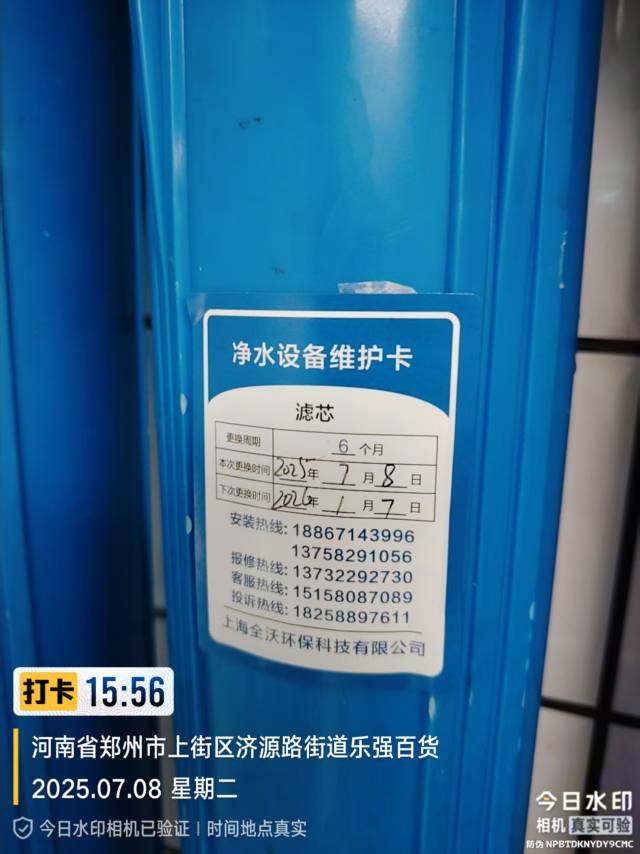 净水设备维护卡
滤芯
更换周期 6 个月
本次更换时间 2025年 7 月 8 日
下次更换时间 2026年 1 月 7 日
安装热线: 18867143996
13758291056
报修热线: 13732292730
客服热线: 15158087089
投诉热线: 18258897611
上海全沃环保科技有限公司
打卡 15:56
河南省郑州市上街区济源路街道乐强百货
2025.07.08 星期二
今日水印相机已验证 | 时间地点真实
今日水印
相机 真实可验
防伪 NPBTDKNYDY9CMC